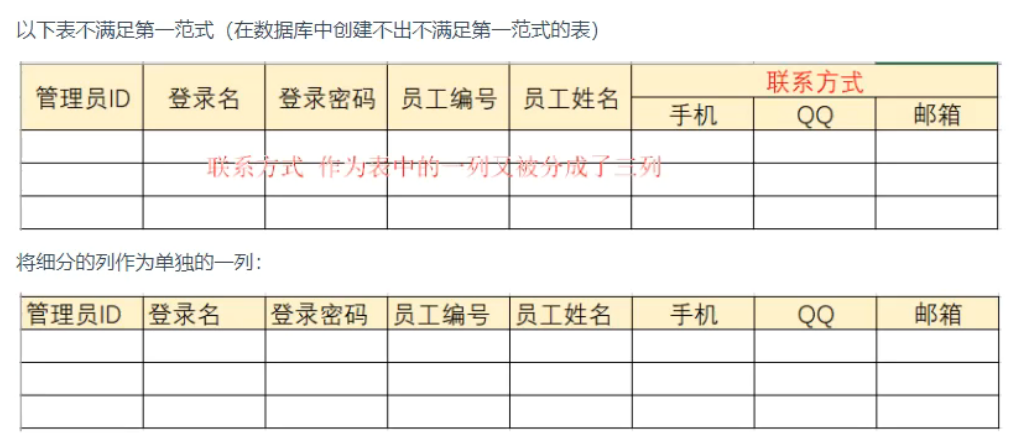 以下表不满足第一范式（在数据库中创建不出不满足第一范式的表）
管理员ID 登录名 登录密码 员工编号 员工姓名 联系方式
手机 QQ 邮箱
联系方式 作为表中的一列又被分成了三列
将细分的列作为单独的一列：
管理员ID 登录名 登录密码 员工编号 员工姓名 手机 QQ 邮箱